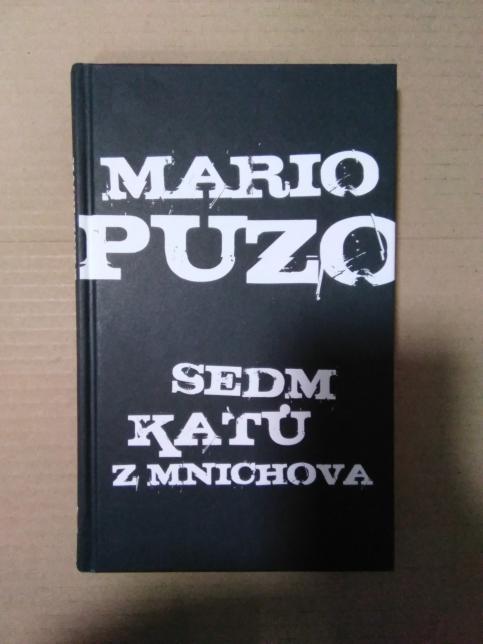 MARIO
PUZO
SEDM
KATŮ
Z MNICHOVA